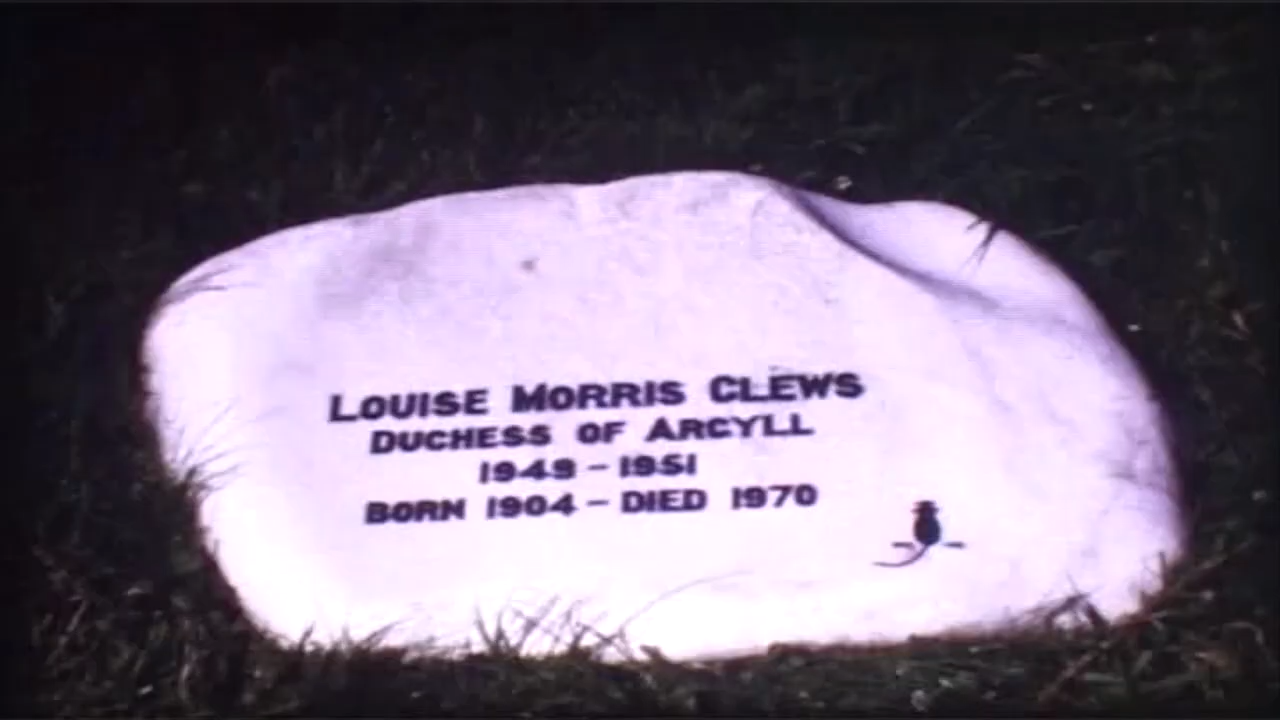 LOUISE MORRIS CLEWS
DUCHESS OF ARGYLL
1949 - 1951
BORN 1904 - DIED 1970